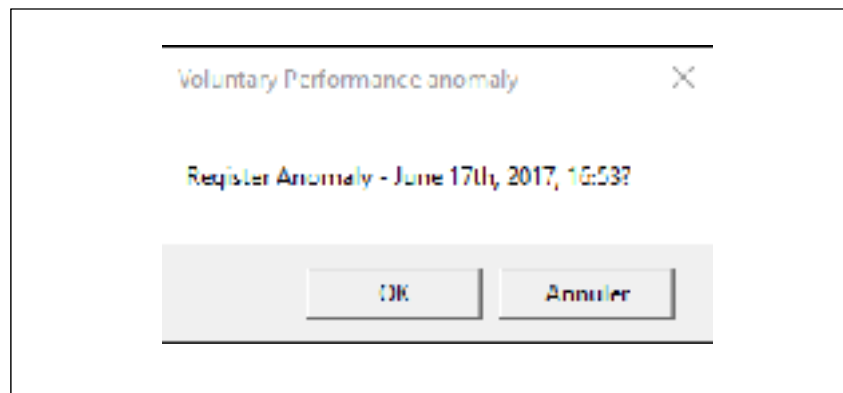 Voluntary Performance anomaly
Register Anomaly - June 17th, 2017, 16:53?
OK
Annuler